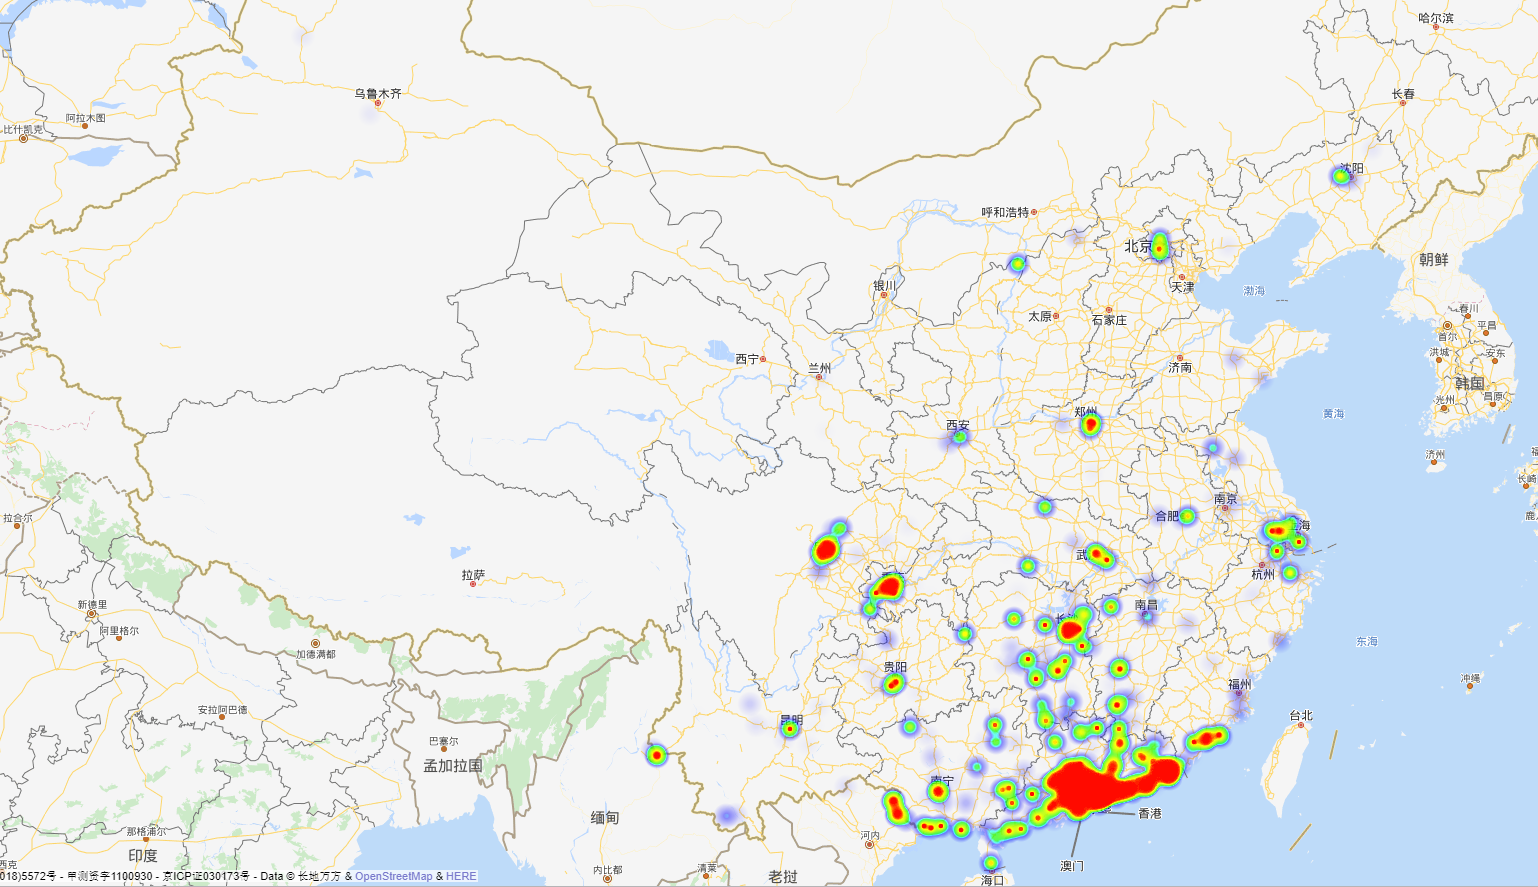 哈尔滨
乌鲁木齐
长春
阿拉木图
比什凯克
沈阳
呼和浩特
北京
朝鲜
天津
银川
渤海
春川
太原
石家庄
平昌
首尔
西宁
兰州
济南
洪城
安东
韩国
光州
昌原
郑州
黄海
西安
济州
长崎
拉合尔
合肥
南京
上海
武
杭州
拉萨
新德里
阿里格尔
长沙
南昌
加德满都
东海
贵阳
冲绳
福州
安拉阿巴德
昆明
台北
巴塞尔
孟加拉国
南宁
香港
缅甸
那格浦尔
河内
印度
澳门
内比都
清莱
老挝
海口
018)5572号 - 甲测资字1100930 - 京ICP证030173号 - Data © 长地万方 & OpenStreetMap & HERE